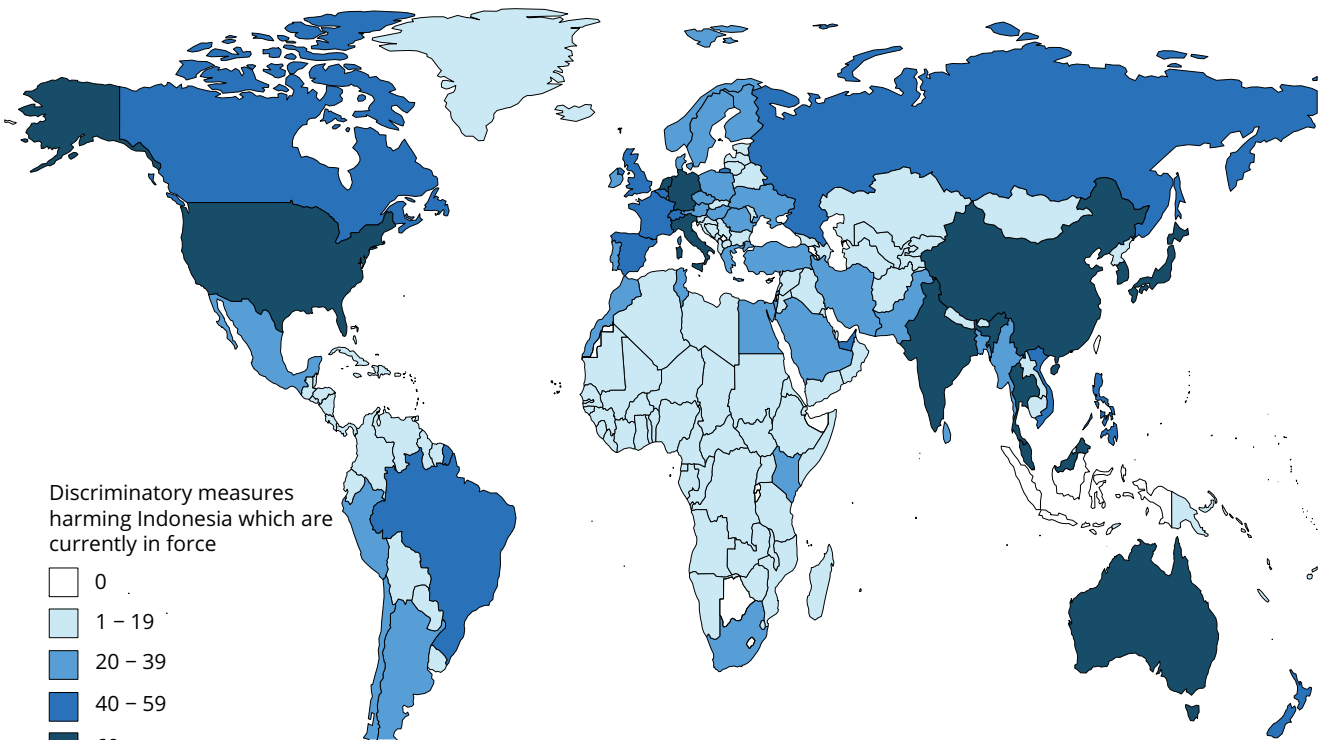 Discriminatory measures
harming Indonesia which are
currently in force
0
1 – 19
20 – 39
40 – 59